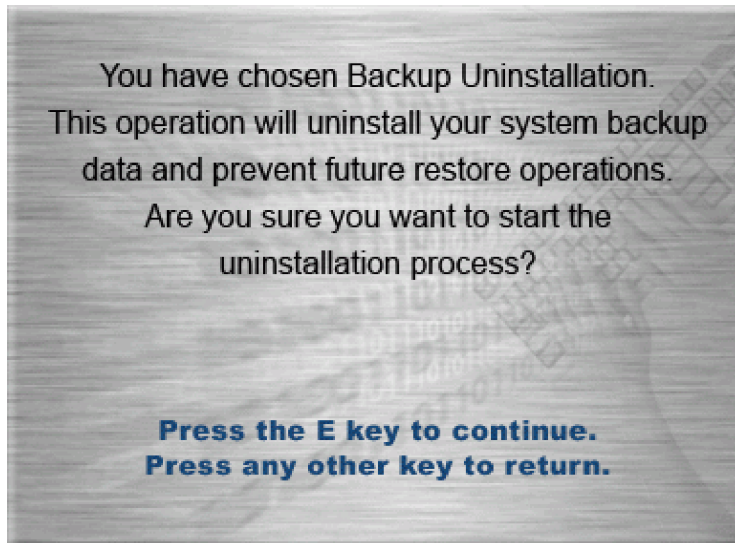 You have chosen Backup Uninstallation.
This operation will uninstall your system backup
data and prevent future restore operations.
Are you sure you want to start the
uninstallation process?
Press the E key to continue.
Press any other key to return.